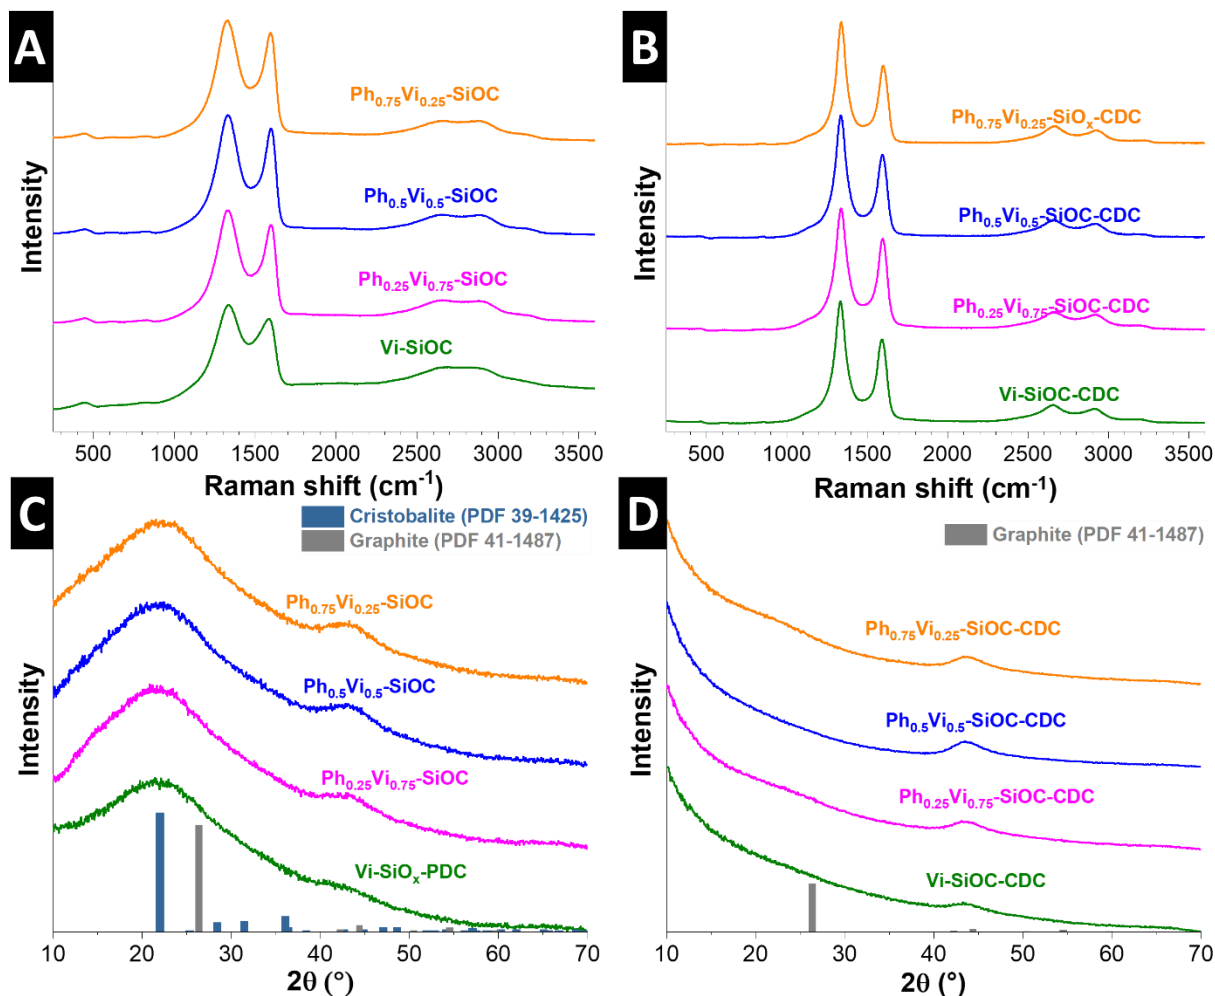 A
Ph0.75Vi0.25-SiOC
Ph0.5Vi0.5-SiOC
Ph0.25Vi0.75-SiOC
Vi-SiOC
Intensity
500 1000 1500 2000 2500 3000 3500
Raman shift (cm-1)
B
Ph0.75Vi0.25-SiOx-CDC
Ph0.5Vi0.5-SiOC-CDC
Ph0.25Vi0.75-SiOC-CDC
Vi-SiOC-CDC
Intensity
500 1000 1500 2000 2500 3000 3500
Raman shift (cm-1)
C
Cristobalite (PDF 39-1425)
Graphite (PDF 41-1487)
Ph0.75Vi0.25-SiOC
Ph0.5Vi0.5-SiOC
Ph0.25Vi0.75-SiOC
Vi-SiOx-PDC
Intensity
10 20 30 40 50 60 70
2θ (°)
D
Graphite (PDF 41-1487)
Ph0.75Vi0.25-SiOC-CDC
Ph0.5Vi0.5-SiOC-CDC
Ph0.25Vi0.75-SiOC-CDC
Vi-SiOC-CDC
Intensity
10 20 30 40 50 60 70
2θ (°)